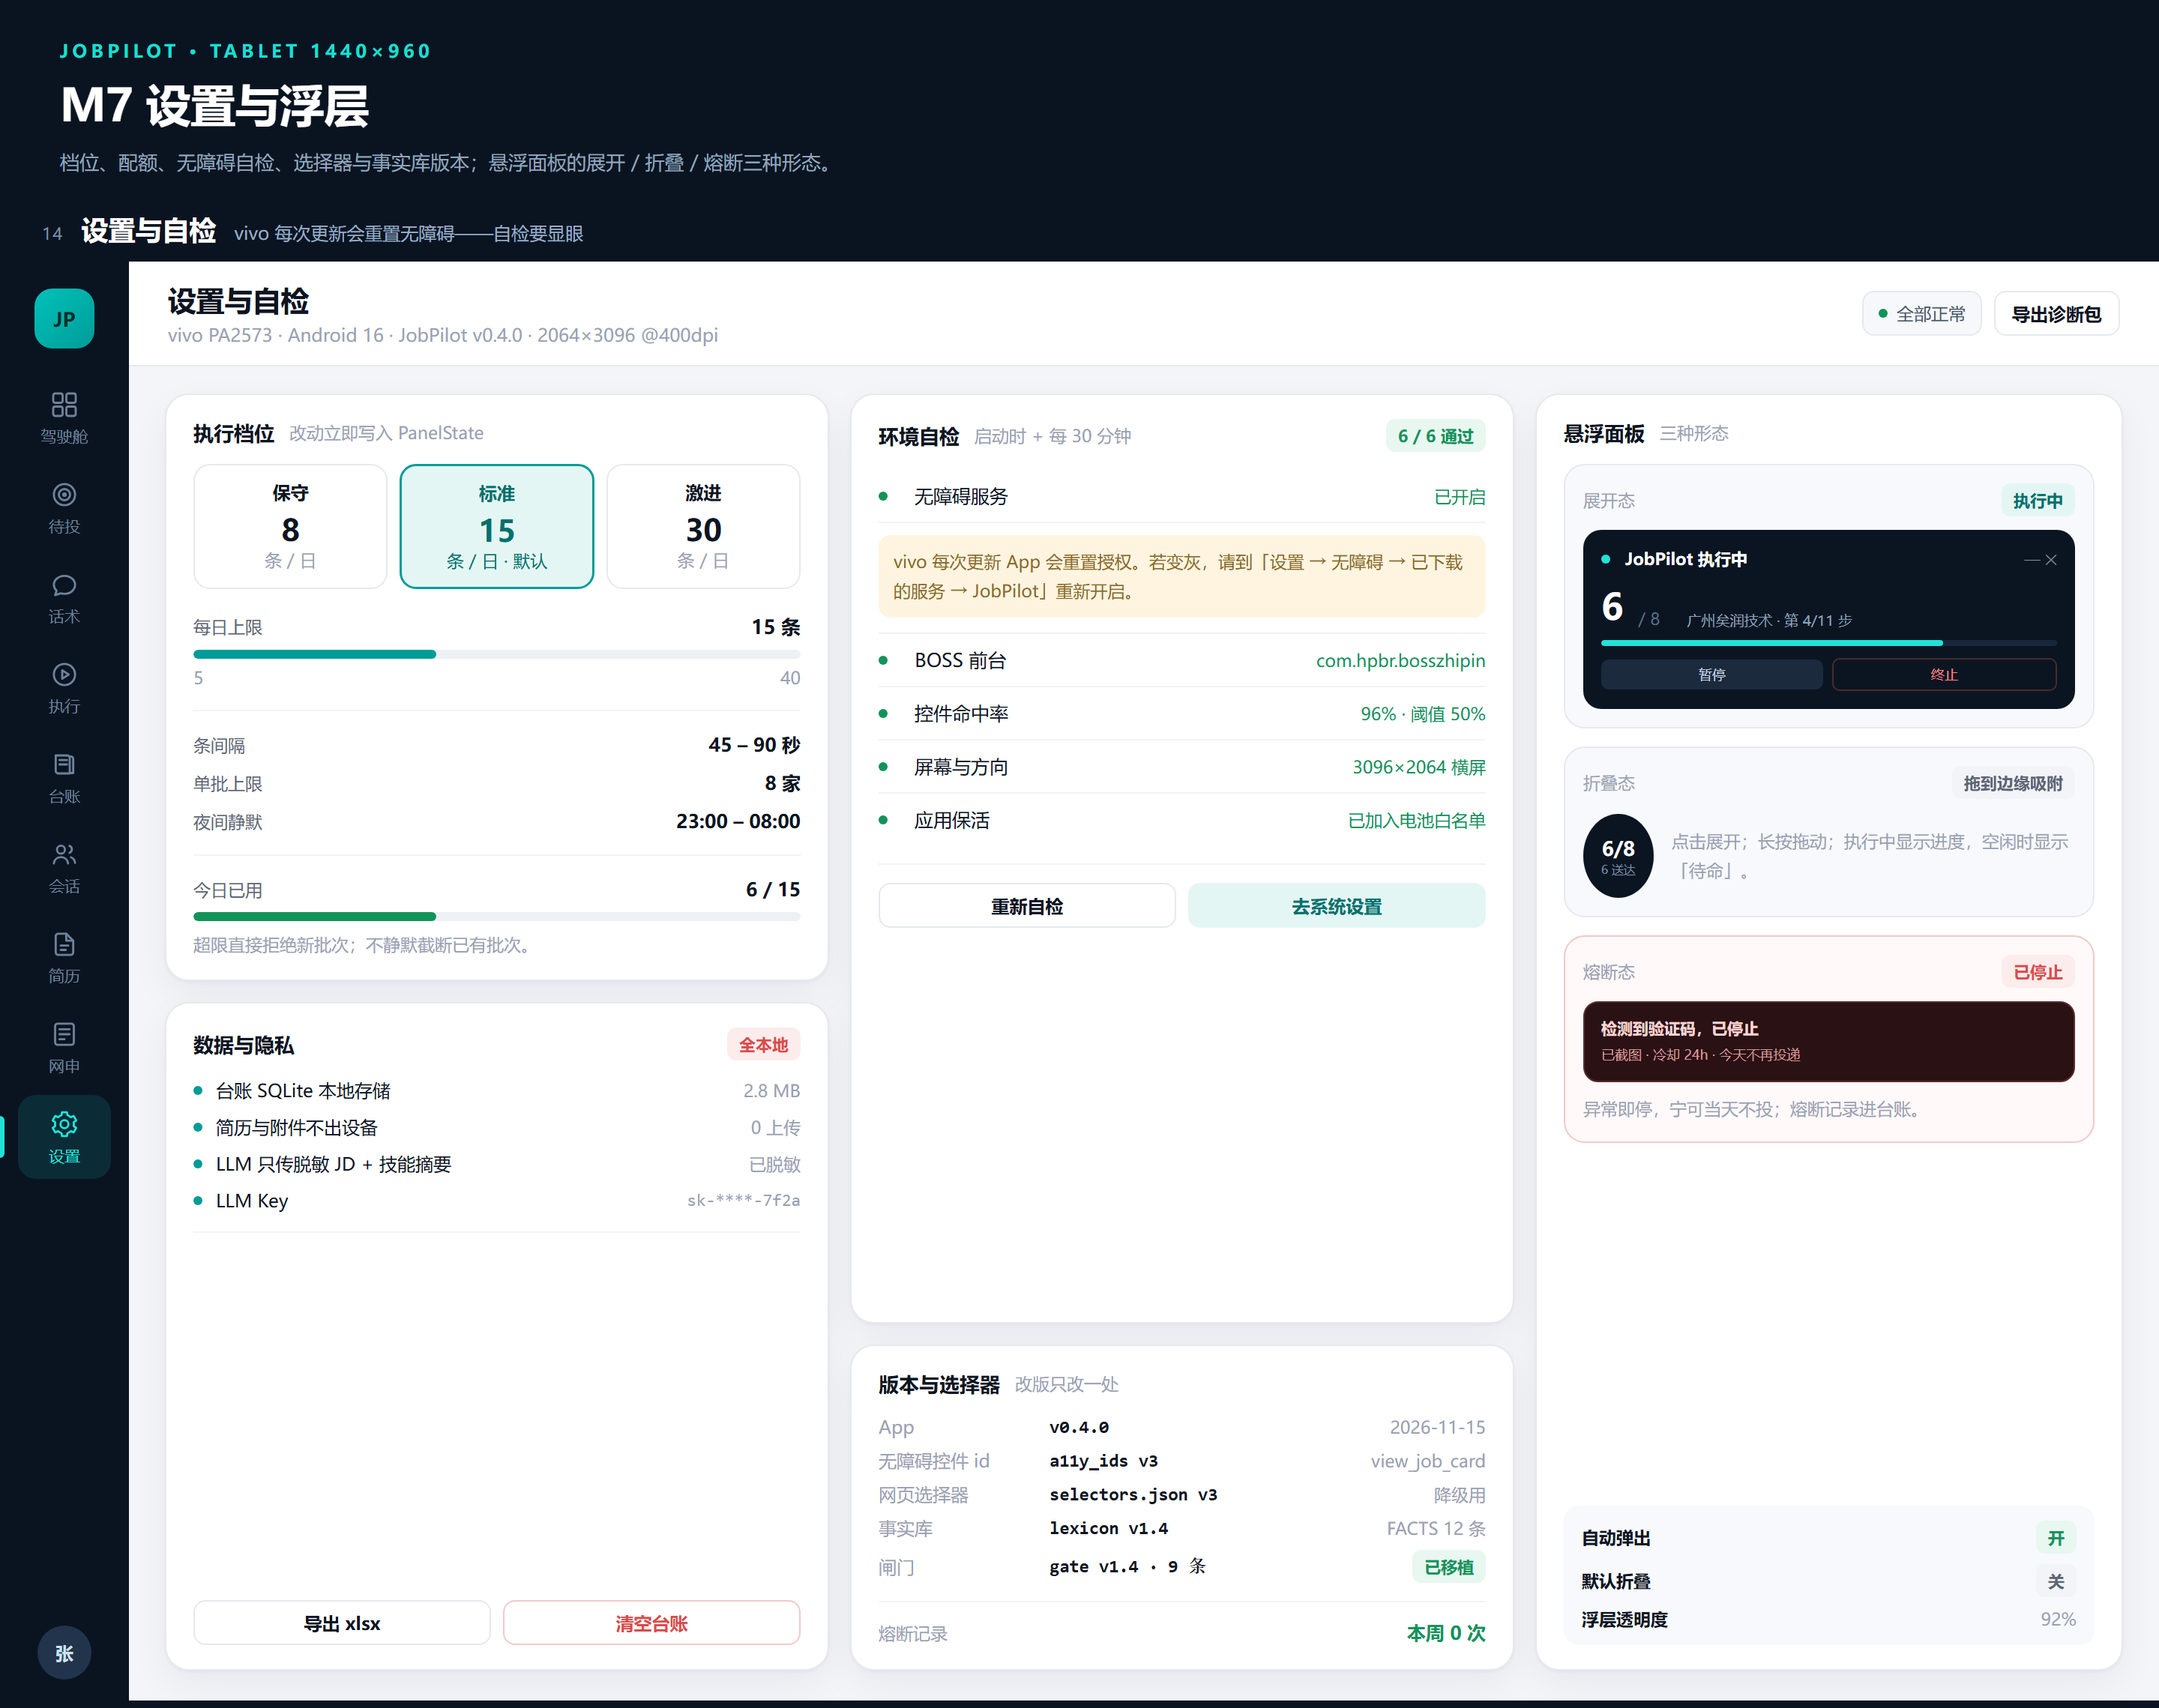 JOBPILOT • TABLET 1440×960
M7 设置与浮层
档位、配额、无障碍自检、选择器与事实库版本；悬浮面板的展开 / 折叠 / 熔断三种形态。
14 设置与自检 vivo 每次更新会重置无障碍——自检要显眼
JP
驾驶舱
待投
话术
执行
台账
会话
简历
网申
设置
张
设置与自检
vivo PA2573 · Android 16 · JobPilot v0.4.0 · 2064×3096 @400dpi
全部正常
导出诊断包
执行档位 改动立即写入 PanelState
保守
8
条 / 日
标准
15
条 / 日 · 默认
激进
30
条 / 日
每日上限 15 条
5 40
条间隔 45 – 90 秒
单批上限 8 家
夜间静默 23:00 – 08:00
今日已用 6 / 15
超限直接拒绝新批次；不静默截断已有批次。
数据与隐私 全本地
台账 SQLite 本地存储 2.8 MB
简历与附件不出设备 0 上传
LLM 只传脱敏 JD + 技能摘要 已脱敏
LLM Key sk-****-7f2a
导出 xlsx
清空台账
环境自检 启动时 + 每 30 分钟 6 / 6 通过
无障碍服务 已开启
vivo 每次更新 App 会重置授权。若变灰，请到「设置 → 无障碍 → 已下载
的服务 → JobPilot」重新开启。
BOSS 前台 com.hpbr.bosszhipin
控件命中率 96% · 阈值 50%
屏幕与方向 3096×2064 横屏
应用保活 已加入电池白名单
重新自检
去系统设置
版本与选择器 改版只改一处
App v0.4.0 2026-11-15
无障碍控件 id a11y_ids v3 view_job_card
网页选择器 selectors.json v3 降级用
事实库 lexicon v1.4 FACTS 12 条
闸门 gate v1.4 · 9 条 已移植
熔断记录 本周 0 次
悬浮面板 三种形态
展开态 执行中
JobPilot 执行中 — ×
6 / 8 广州矣润技术 · 第 4/11 步
暂停
终止
折叠态 拖到边缘吸附
6/8
6 送达
点击展开；长按拖动；执行中显示进度，空闲时显示
「待命」。
熔断态 已停止
检测到验证码，已停止
已截图 · 冷却 24h · 今天不再投递
异常即停，宁可当天不投；熔断记录进台账。
自动弹出 开
默认折叠 关
浮层透明度 92%